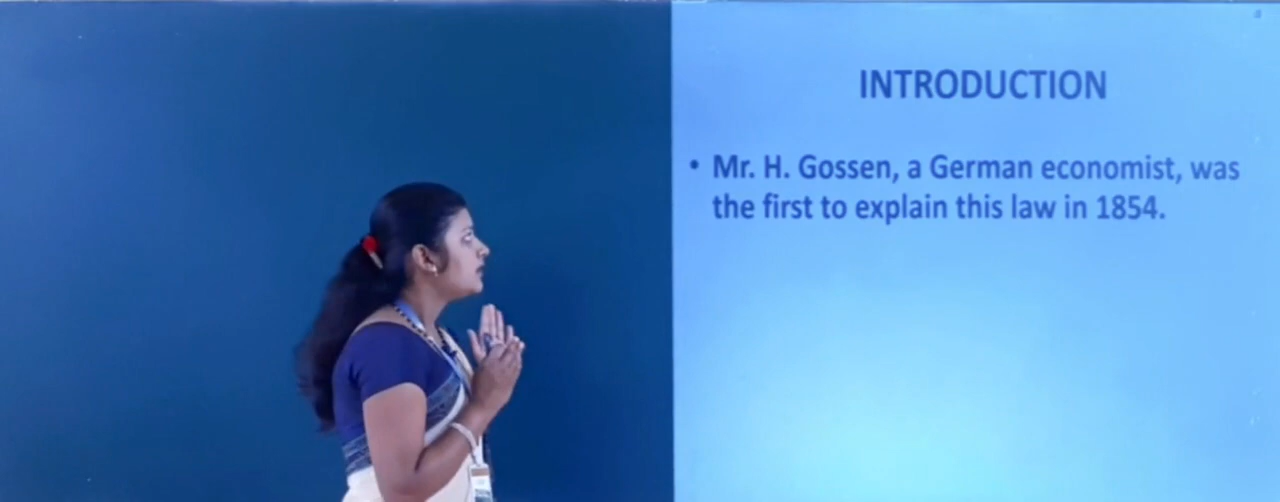 INTRODUCTION
• Mr. H. Gossen, a German economist, was
the first to explain this law in 1854.